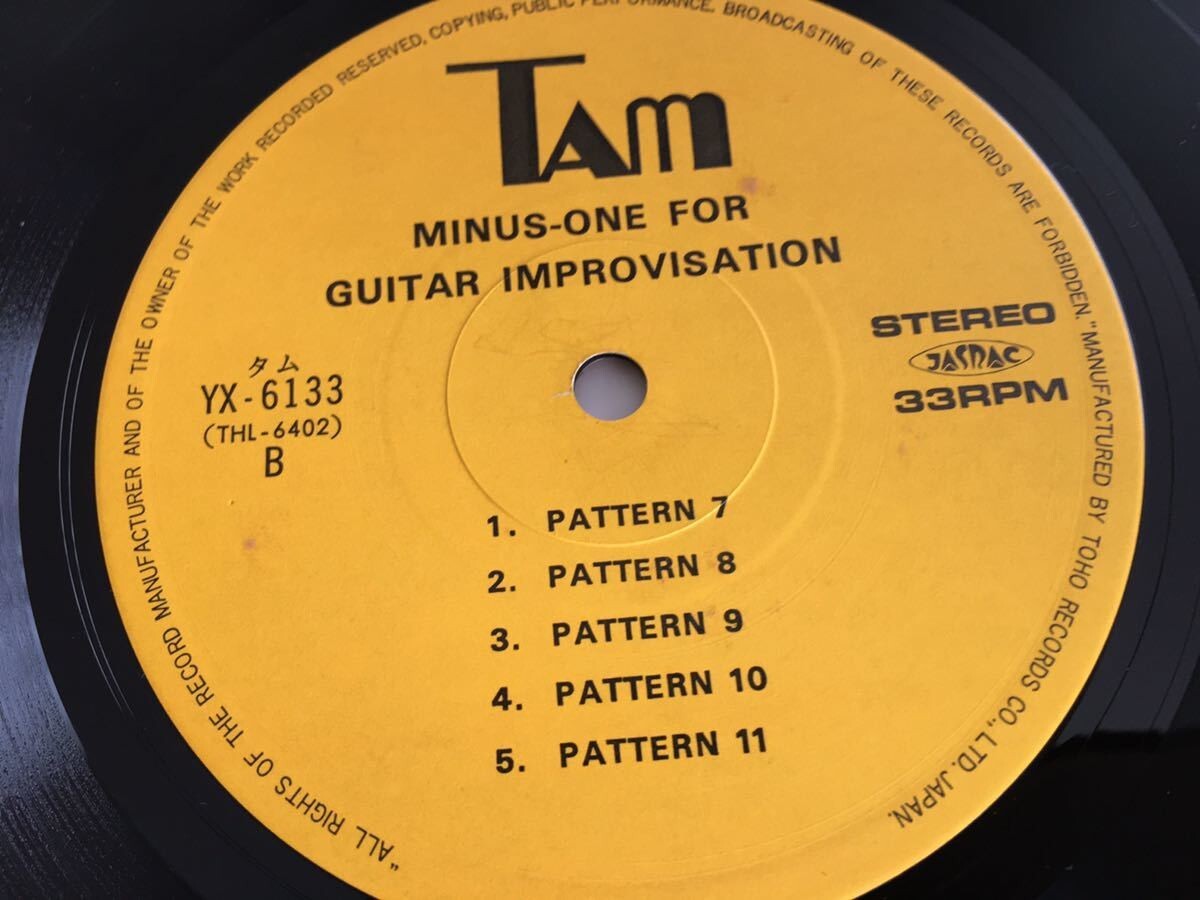 TAM
MINUS-ONE FOR
GUITAR IMPROVISATION
タム
YX-6133
(THL-6402)
B
STEREO
JASRAC
33RPM
1. PATTERN 7
2. PATTERN 8
3. PATTERN 9
4. PATTERN 10
5. PATTERN 11
"ALL RIGHTS OF THE RECORD MANUFACTURER AND OF THE OWNER OF THE WORK RECORDED RESERVED. COPYING, PUBLIC PERFORMANCE, BROADCASTING OF THESE RECORDS ARE FORBIDDEN." MANUFACTURED BY TOHO RECORDS CO., LTD. JAPAN.